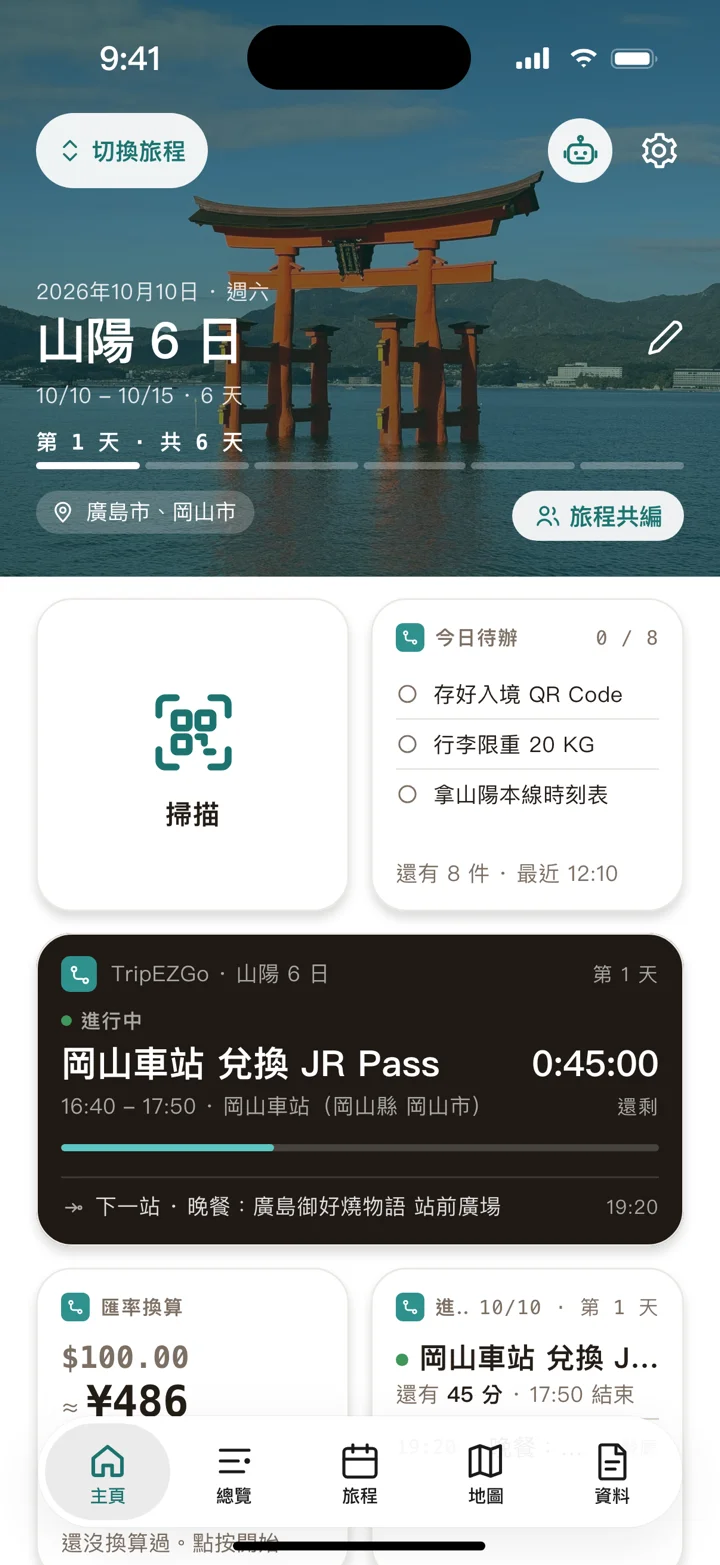 9:41
切換旅程
2026年10月10日 · 週六
山陽 6 日
10/10 – 10/15 · 6 天
第 1 天 · 共 6 天
廣島市、岡山市
旅程共編
掃描
今日待辦 0 / 8
存好入境 QR Code
行李限重 20 KG
拿山陽本線時刻表
還有 8 件 · 最近 12:10
TripEZGo · 山陽 6 日 第 1 天
進行中
岡山車站 兌換 JR Pass 0:45:00
16:40 – 17:50 · 岡山車站（岡山縣 岡山市） 還剩
下一站 · 晚餐：廣島御好燒物語 站前廣場 19:20
匯率換算
$100.00
≈ ¥486
進.. 10/10 · 第 1 天
岡山車站 兌換 J...
還有 45 分 · 17:50 結束
19:20 晚餐：...
主頁
總覽
旅程
地圖
資料
還沒換算過。點按開始